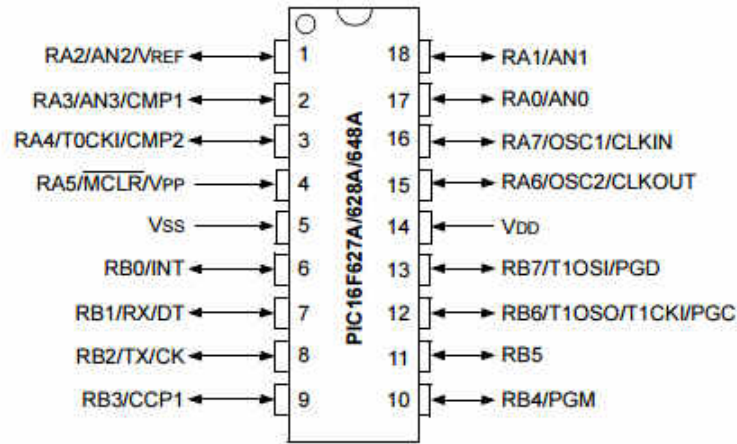 RA2/AN2/VREF 1 18 RA1/AN1
RA3/AN3/CMP1 2 17 RA0/AN0
RA4/T0CKI/CMP2 3 16 RA7/OSC1/CLKIN
RA5/MCLR/VPP 4 15 RA6/OSC2/CLKOUT
VSS 5 14 VDD
RB0/INT 6 13 RB7/T1OSI/PGD
RB1/RX/DT 7 12 RB6/T1OSO/T1CKI/PGC
RB2/TX/CK 8 11 RB5
RB3/CCP1 9 10 RB4/PGM
PIC16F627A/628A/648A